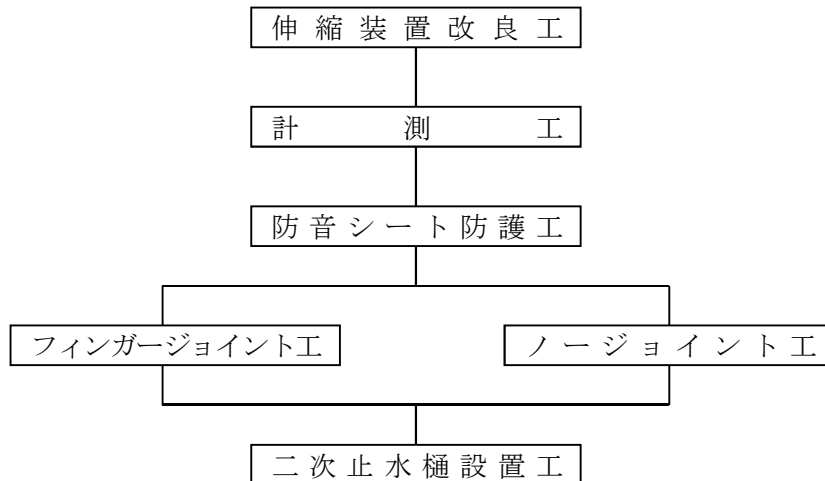 伸縮装置改良工
計測工
防音シート防護工
フィンガージョイント工
ノージョイント工
二次止水樋設置工